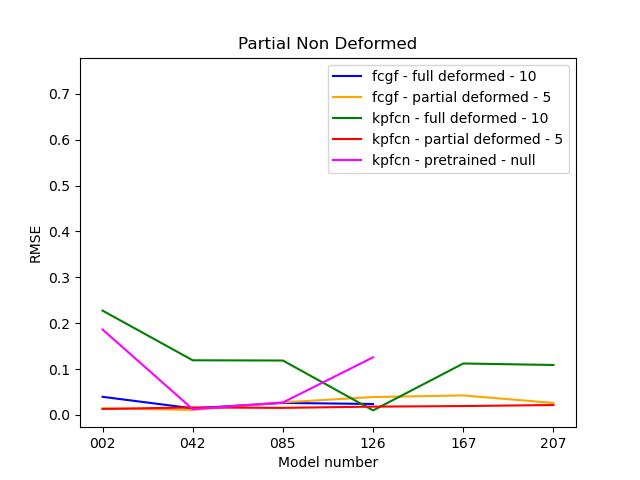 Partial Non Deformed
fcgf - full deformed - 10
fcgf - partial deformed - 5
kpfcn - full deformed - 10
kpfcn - partial deformed - 5
kpfcn - pretrained - null
RMSE
0.7
0.6
0.5
0.4
0.3
0.2
0.1
0.0
002 042 085 126 167 207
Model number